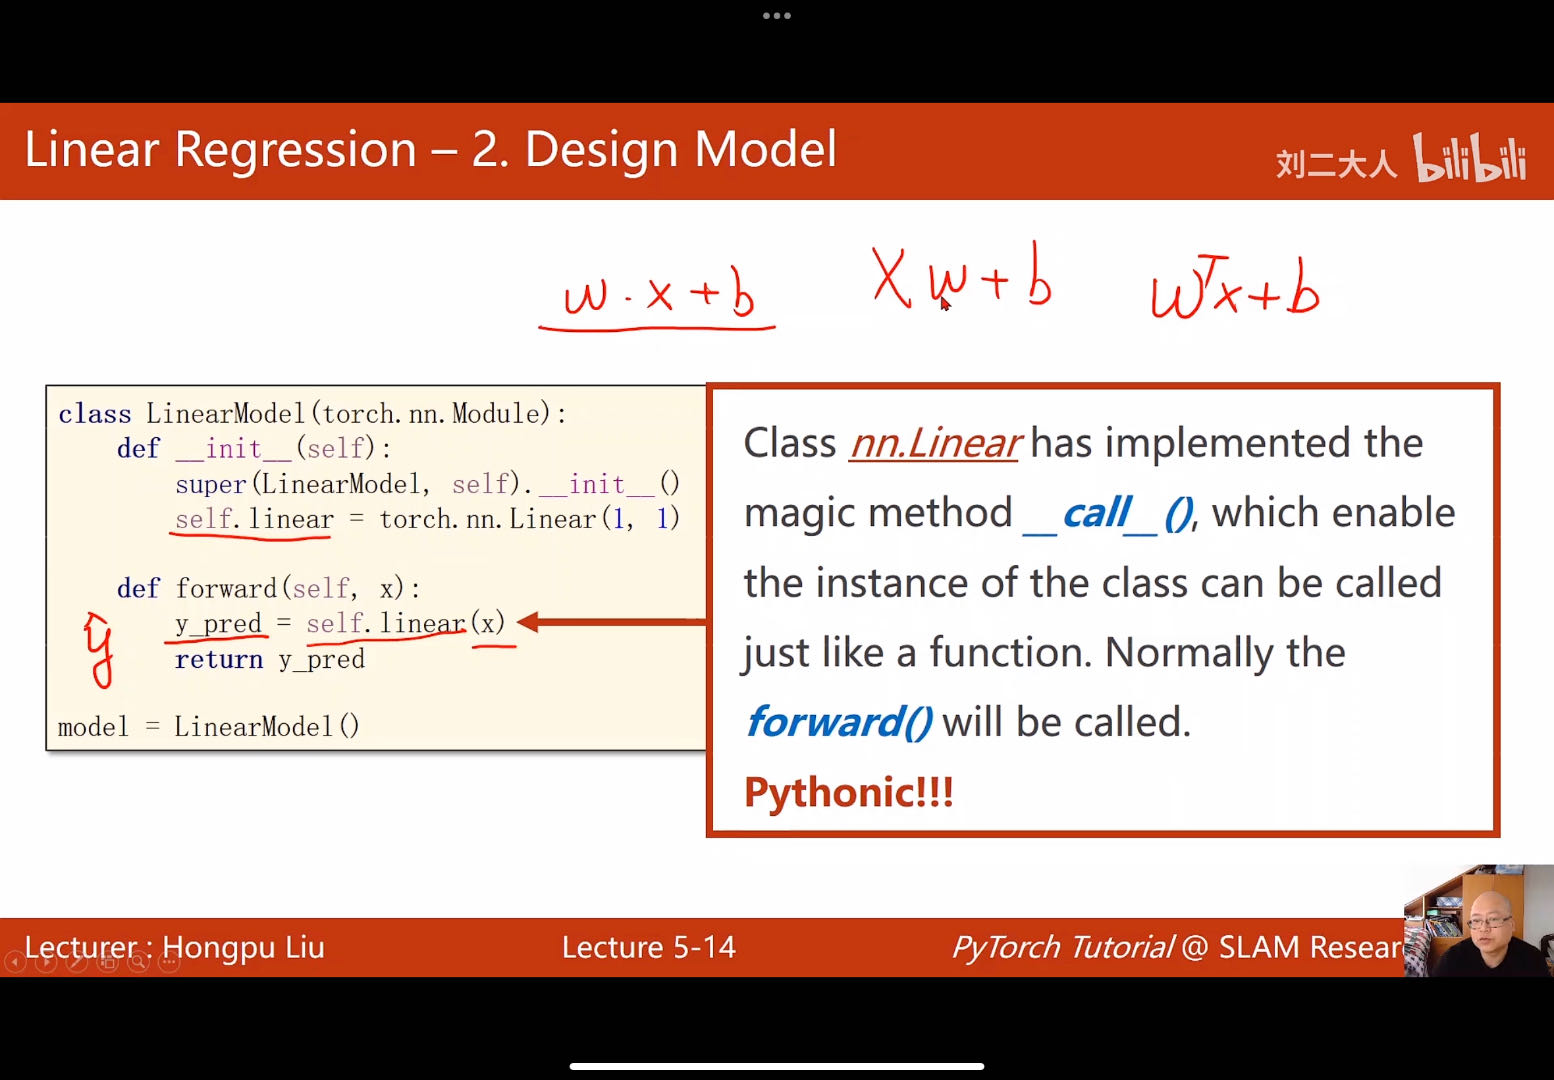 Linear Regression – 2. Design Model
刘二大人 bilibili
w · x + b
Xw + b
wᵀx + b
class LinearModel(torch.nn.Module):
def __init__(self):
super(LinearModel, self).__init__()
self.linear = torch.nn.Linear(1, 1)
def forward(self, x):
y_pred = self.linear(x)
return y_pred
ŷ
model = LinearModel()
Class nn.Linear has implemented the
magic method __call__(), which enable
the instance of the class can be called
just like a function. Normally the
forward() will be called.
Pythonic!!!
Lecturer : Hongpu Liu
Lecture 5-14
PyTorch Tutorial @ SLAM Resear